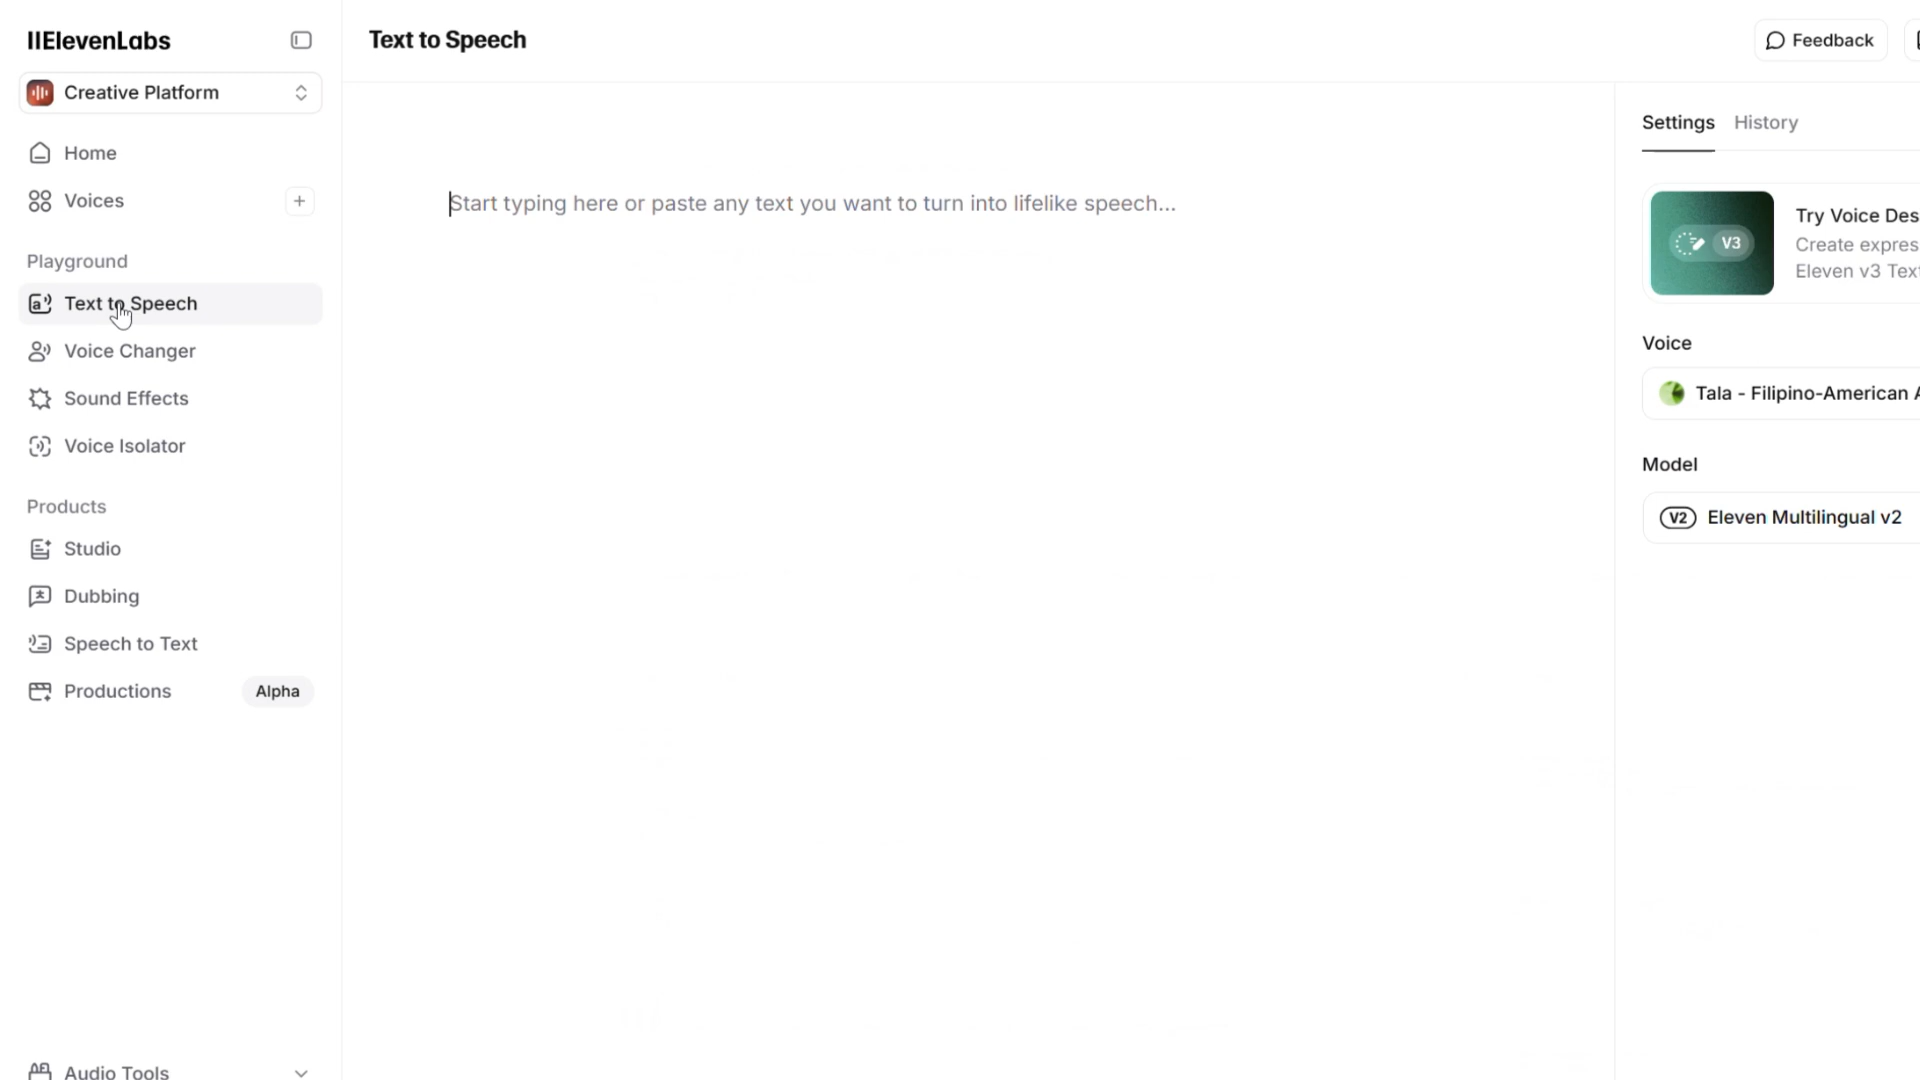 IIElevenLabs
Creative Platform
Home
Voices
Playground
Text to Speech
Voice Changer
Sound Effects
Voice Isolator
Products
Studio
Dubbing
Speech to Text
Productions
Alpha
Audio Tools
Text to Speech
Feedback
Start typing here or paste any text you want to turn into lifelike speech...
Settings
History
V3
Try Voice Des
Create expres
Eleven v3 Text
Voice
Tala - Filipino-American A
Model
V2
Eleven Multilingual v2